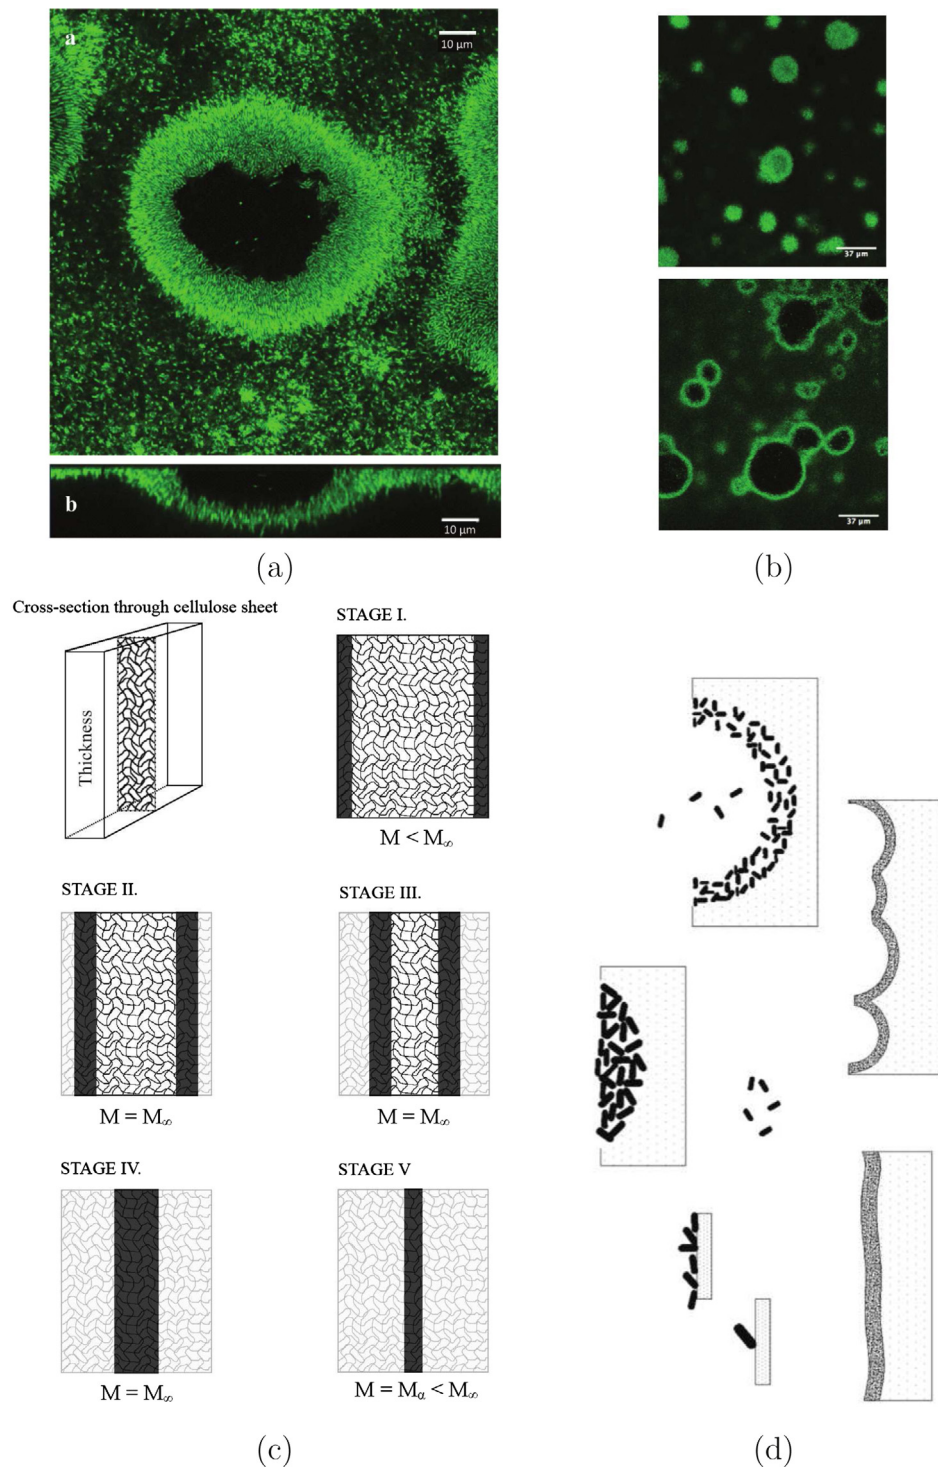 a
10 μm
b
10 μm
37 μm
37 μm
(a)
(b)
Cross-section through cellulose sheet
Thickness
STAGE I.
M < M∞
STAGE II.
M = M∞
STAGE III.
M = M∞
STAGE IV.
M = M∞
STAGE V
M = Mα < M∞
(c)
(d)